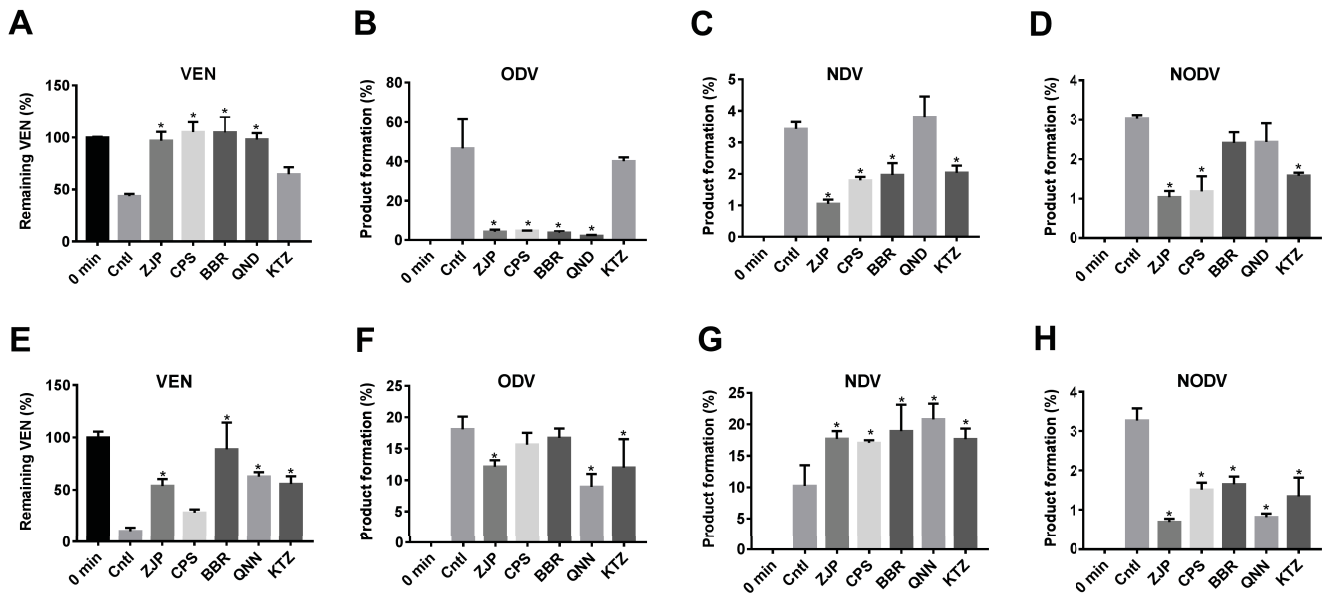 A
VEN
Remaining VEN (%)
150
100
50
0
0 min
Cntl
ZJP
CPS
BBR
QND
KTZ
* * * *
B
ODV
Product formation (%)
80
60
40
20
0
0 min
Cntl
ZJP
CPS
BBR
QND
KTZ
* * * *
C
NDV
Product formation (%)
5
4
3
2
1
0
0 min
Cntl
ZJP
CPS
BBR
QND
KTZ
* * * *
D
NODV
Product formation (%)
4
3
2
1
0
0 min
Cntl
ZJP
CPS
BBR
QND
KTZ
* * *
E
VEN
Remaining VEN (%)
150
100
50
0
0 min
Cntl
ZJP
CPS
BBR
QNN
KTZ
* * * *
F
ODV
Product formation (%)
25
20
15
10
5
0
0 min
Cntl
ZJP
CPS
BBR
QNN
KTZ
* * *
G
NDV
Product formation (%)
25
20
15
10
5
0
0 min
Cntl
ZJP
CPS
BBR
QNN
KTZ
* * * * *
H
NODV
Product formation (%)
4
3
2
1
0
0 min
Cntl
ZJP
CPS
BBR
QNN
KTZ
* * * * *